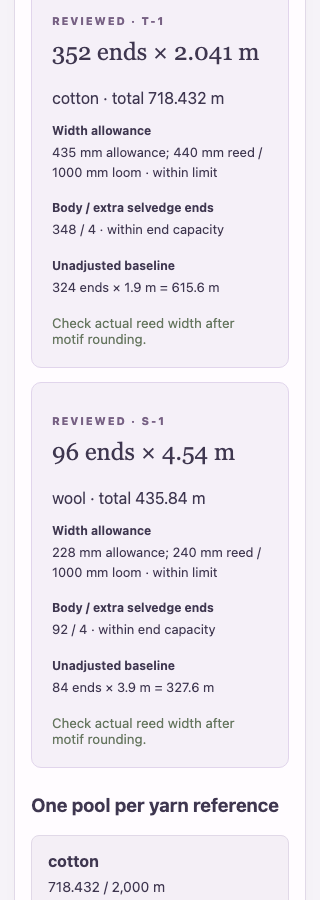 REVIEWED · T-1
352 ends × 2.041 m
cotton · total 718.432 m
Width allowance
435 mm allowance; 440 mm reed /
1000 mm loom · within limit
Body / extra selvedge ends
348 / 4 · within end capacity
Unadjusted baseline
324 ends × 1.9 m = 615.6 m
Check actual reed width after
motif rounding.
REVIEWED · S-1
96 ends × 4.54 m
wool · total 435.84 m
Width allowance
228 mm allowance; 240 mm reed /
1000 mm loom · within limit
Body / extra selvedge ends
92 / 4 · within end capacity
Unadjusted baseline
84 ends × 3.9 m = 327.6 m
Check actual reed width after
motif rounding.
One pool per yarn reference
cotton
718.432 / 2,000 m